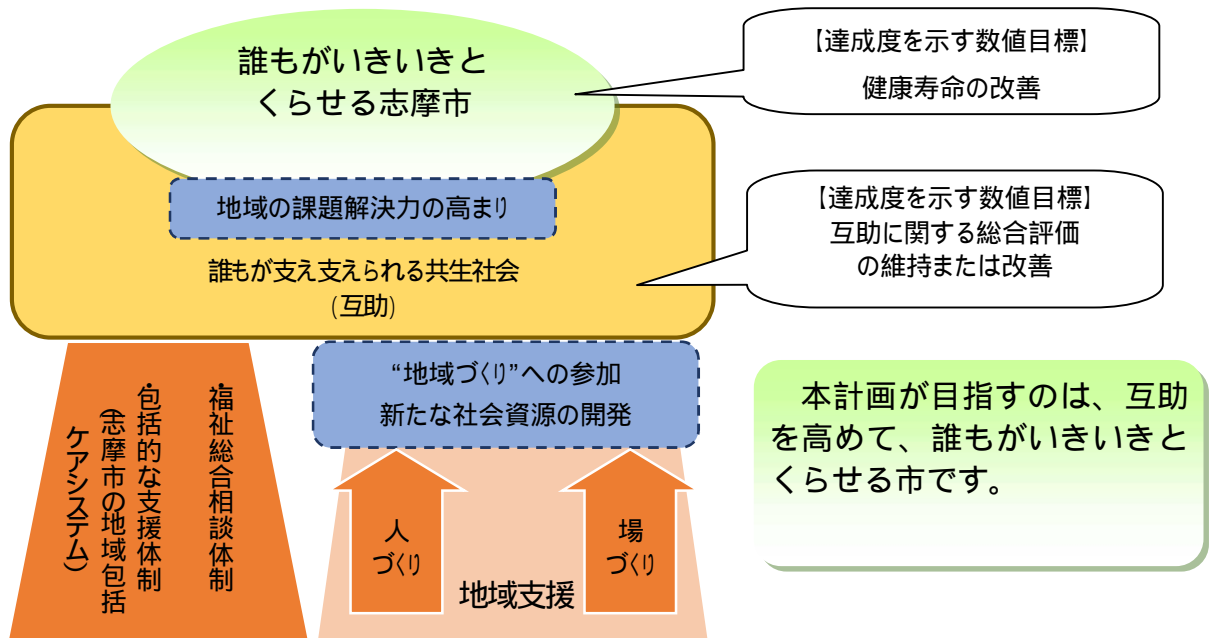 誰もがいきいきと
くらせる志摩市
【達成度を示す数値目標】
健康寿命の改善
地域の課題解決力の高まり
誰もが支え支えられる共生社会
(互助)
【達成度を示す数値目標】
互助に関する総合評価
の維持または改善
・福祉総合相談体制
・包括的な支援体制
(志摩市の地域包括
ケアシステム)
“地域づくり”への参加
新たな社会資源の開発
人
づくり
場
づくり
地域支援
本計画が目指すのは、互助
を高めて、誰もがいきいきと
くらせる市です。